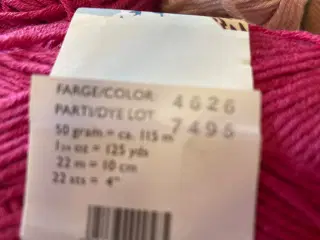 FARGE/COLOR 4626
PARTI/DYE LOT 7495
50 gram = ca. 115 m
1¾ oz = 125 yds
22 m = 10 cm
22 sts = 4"